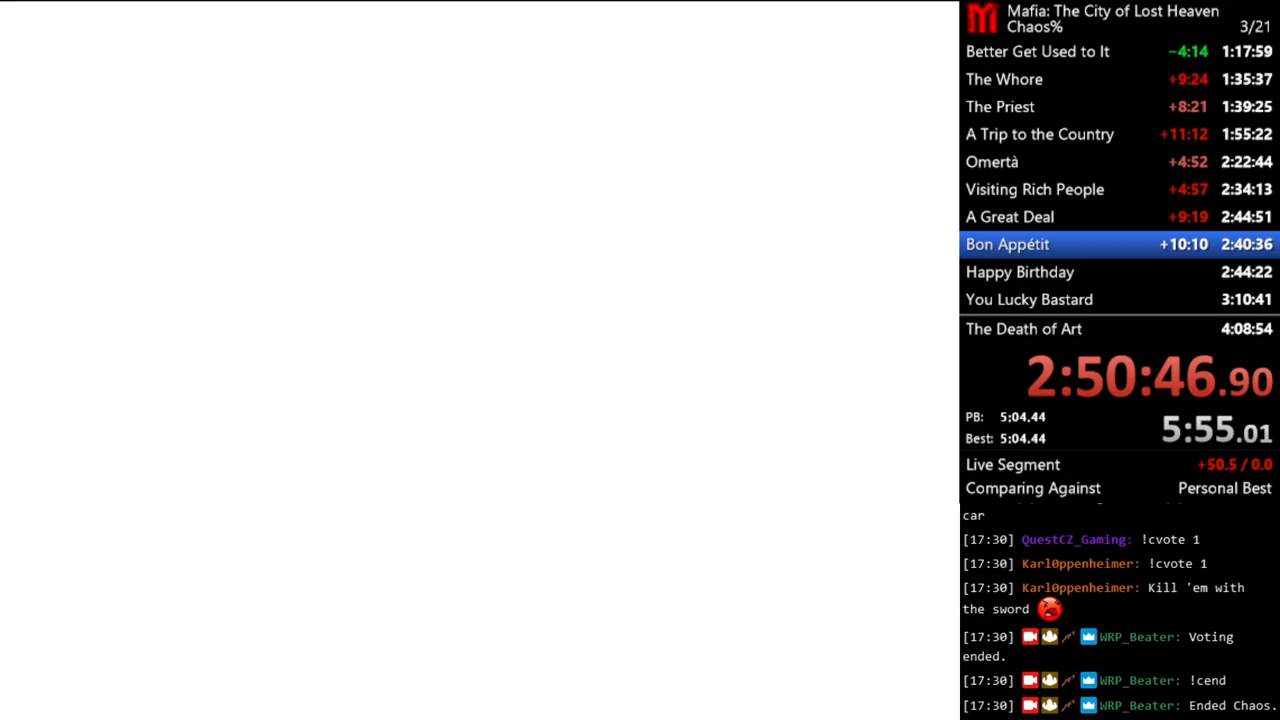 Mafia: The City of Lost Heaven
Chaos% 3/21
Better Get Used to It −4:14 1:17:59
The Whore +9:24 1:35:37
The Priest +8:21 1:39:25
A Trip to the Country +11:12 1:55:22
Omertà +4:52 2:22:44
Visiting Rich People +4:57 2:34:13
A Great Deal +9:19 2:44:51
Bon Appétit +10:10 2:40:36
Happy Birthday 2:44:22
You Lucky Bastard 3:10:41
The Death of Art 4:08:54
2:50:46.90
PB: 5:04.44
Best: 5:04.44
5:55.01
Live Segment +50.5 / 0.0
Comparing Against Personal Best
car
[17:30] QuestCZ_Gaming: !cvote 1
[17:30] Karl0ppenheimer: !cvote 1
[17:30] Karl0ppenheimer: Kill 'em with
the sword
[17:30] WRP_Beater: Voting
ended.
[17:30] WRP_Beater: !cend
[17:30] WRP_Beater: Ended Chaos.